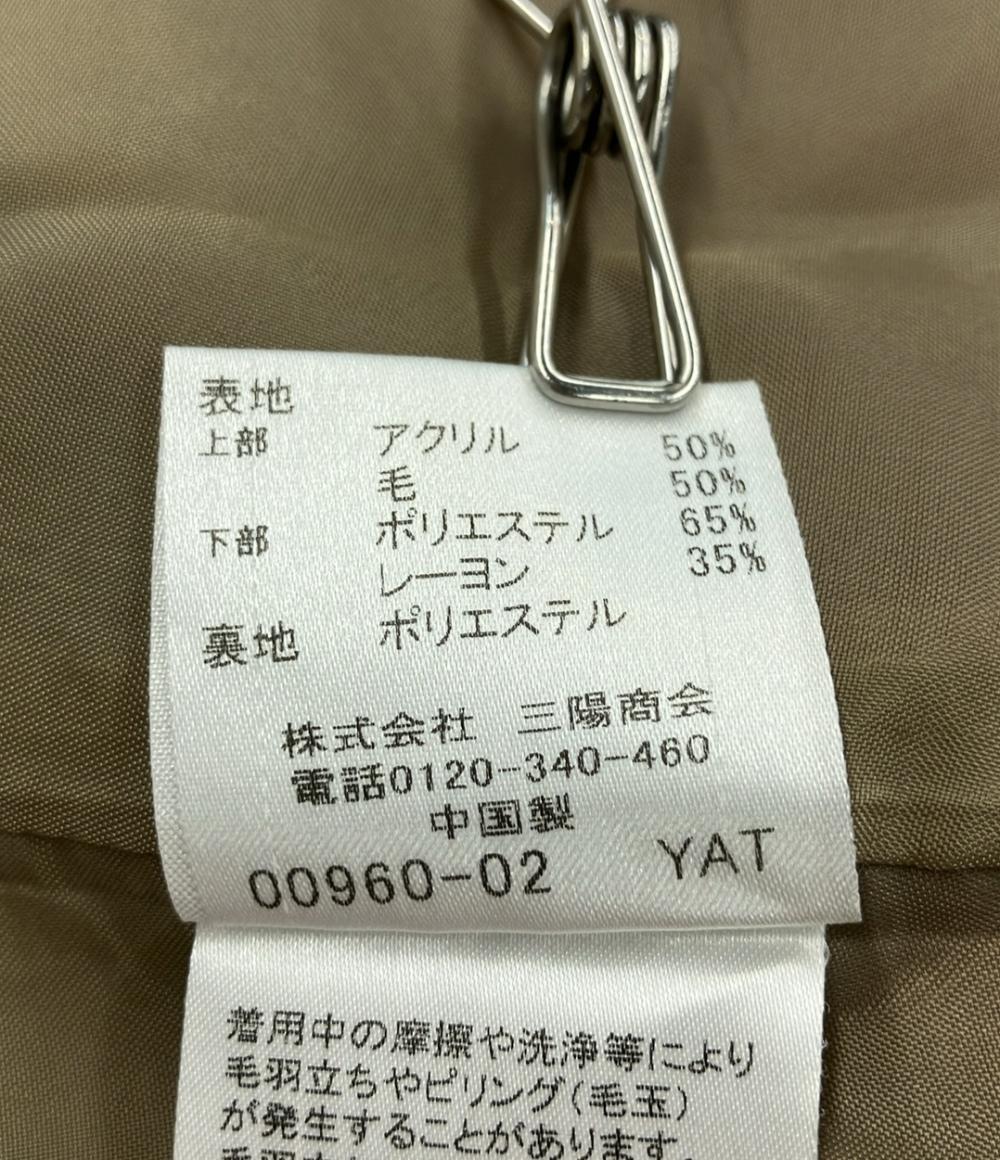 表地
上部 アクリル 50%
毛 50%
下部 ポリエステル 65%
レーヨン 35%
裏地 ポリエステル
株式会社 三陽商会
電話0120-340-460
中国製
00960-02 YAT
着用中の摩擦や洗浄等により
毛羽立ちやピリング(毛玉)
が発生することがあります。